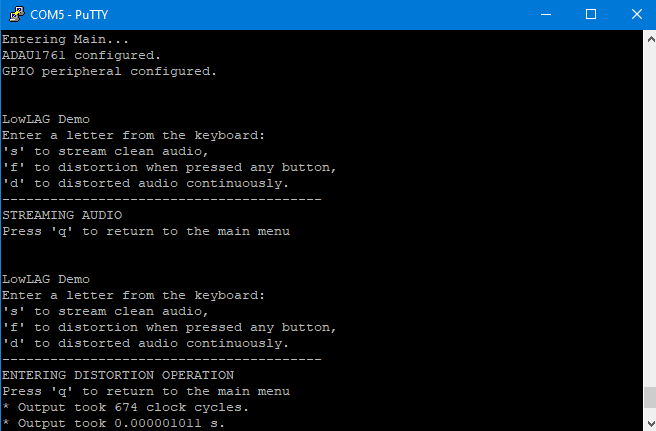 COM5 - PuTTY
Entering Main...
ADAU1761 configured.
GPIO peripheral configured.
LowLAG Demo
Enter a letter from the keyboard:
's' to stream clean audio,
'f' to distortion when pressed any button,
'd' to distorted audio continuously.
----------------------------------------
STREAMING AUDIO
Press 'q' to return to the main menu
LowLAG Demo
Enter a letter from the keyboard:
's' to stream clean audio,
'f' to distortion when pressed any button,
'd' to distorted audio continuously.
----------------------------------------
ENTERING DISTORTION OPERATION
Press 'q' to return to the main menu
* Output took 674 clock cycles.
* Output took 0.000001011 s.